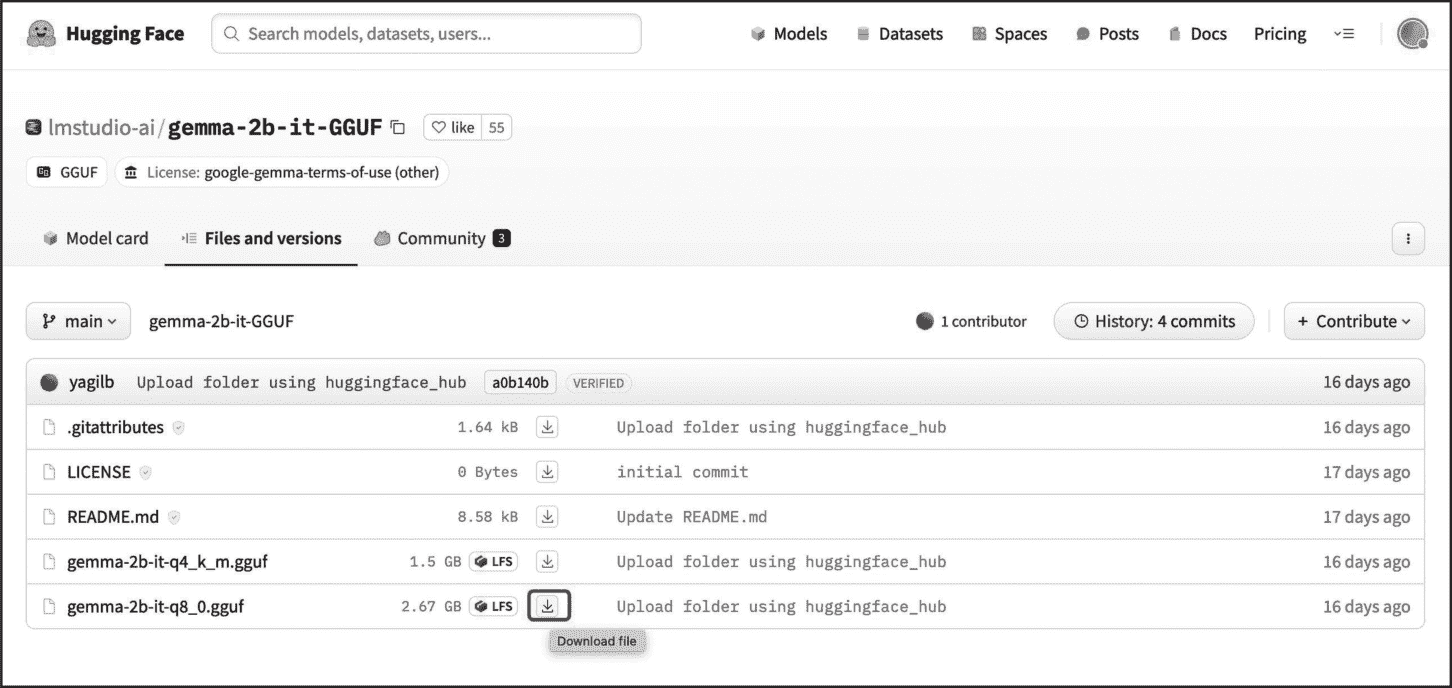 Hugging Face Search models, datasets, users... Models Datasets Spaces Posts Docs Pricing
lmstudio-ai/gemma-2b-it-GGUF like 55
GGUF License: google-gemma-terms-of-use (other)
Model card Files and versions Community 3
main gemma-2b-it-GGUF 1 contributor History: 4 commits + Contribute
yagilb Upload folder using huggingface_hub a0b140b VERIFIED 16 days ago
.gitattributes 1.64 kB Upload folder using huggingface_hub 16 days ago
LICENSE 0 Bytes initial commit 17 days ago
README.md 8.58 kB Update README.md 17 days ago
gemma-2b-it-q4_k_m.gguf 1.5 GB LFS Upload folder using huggingface_hub 16 days ago
gemma-2b-it-q8_0.gguf 2.67 GB LFS Upload folder using huggingface_hub 16 days ago
Download file